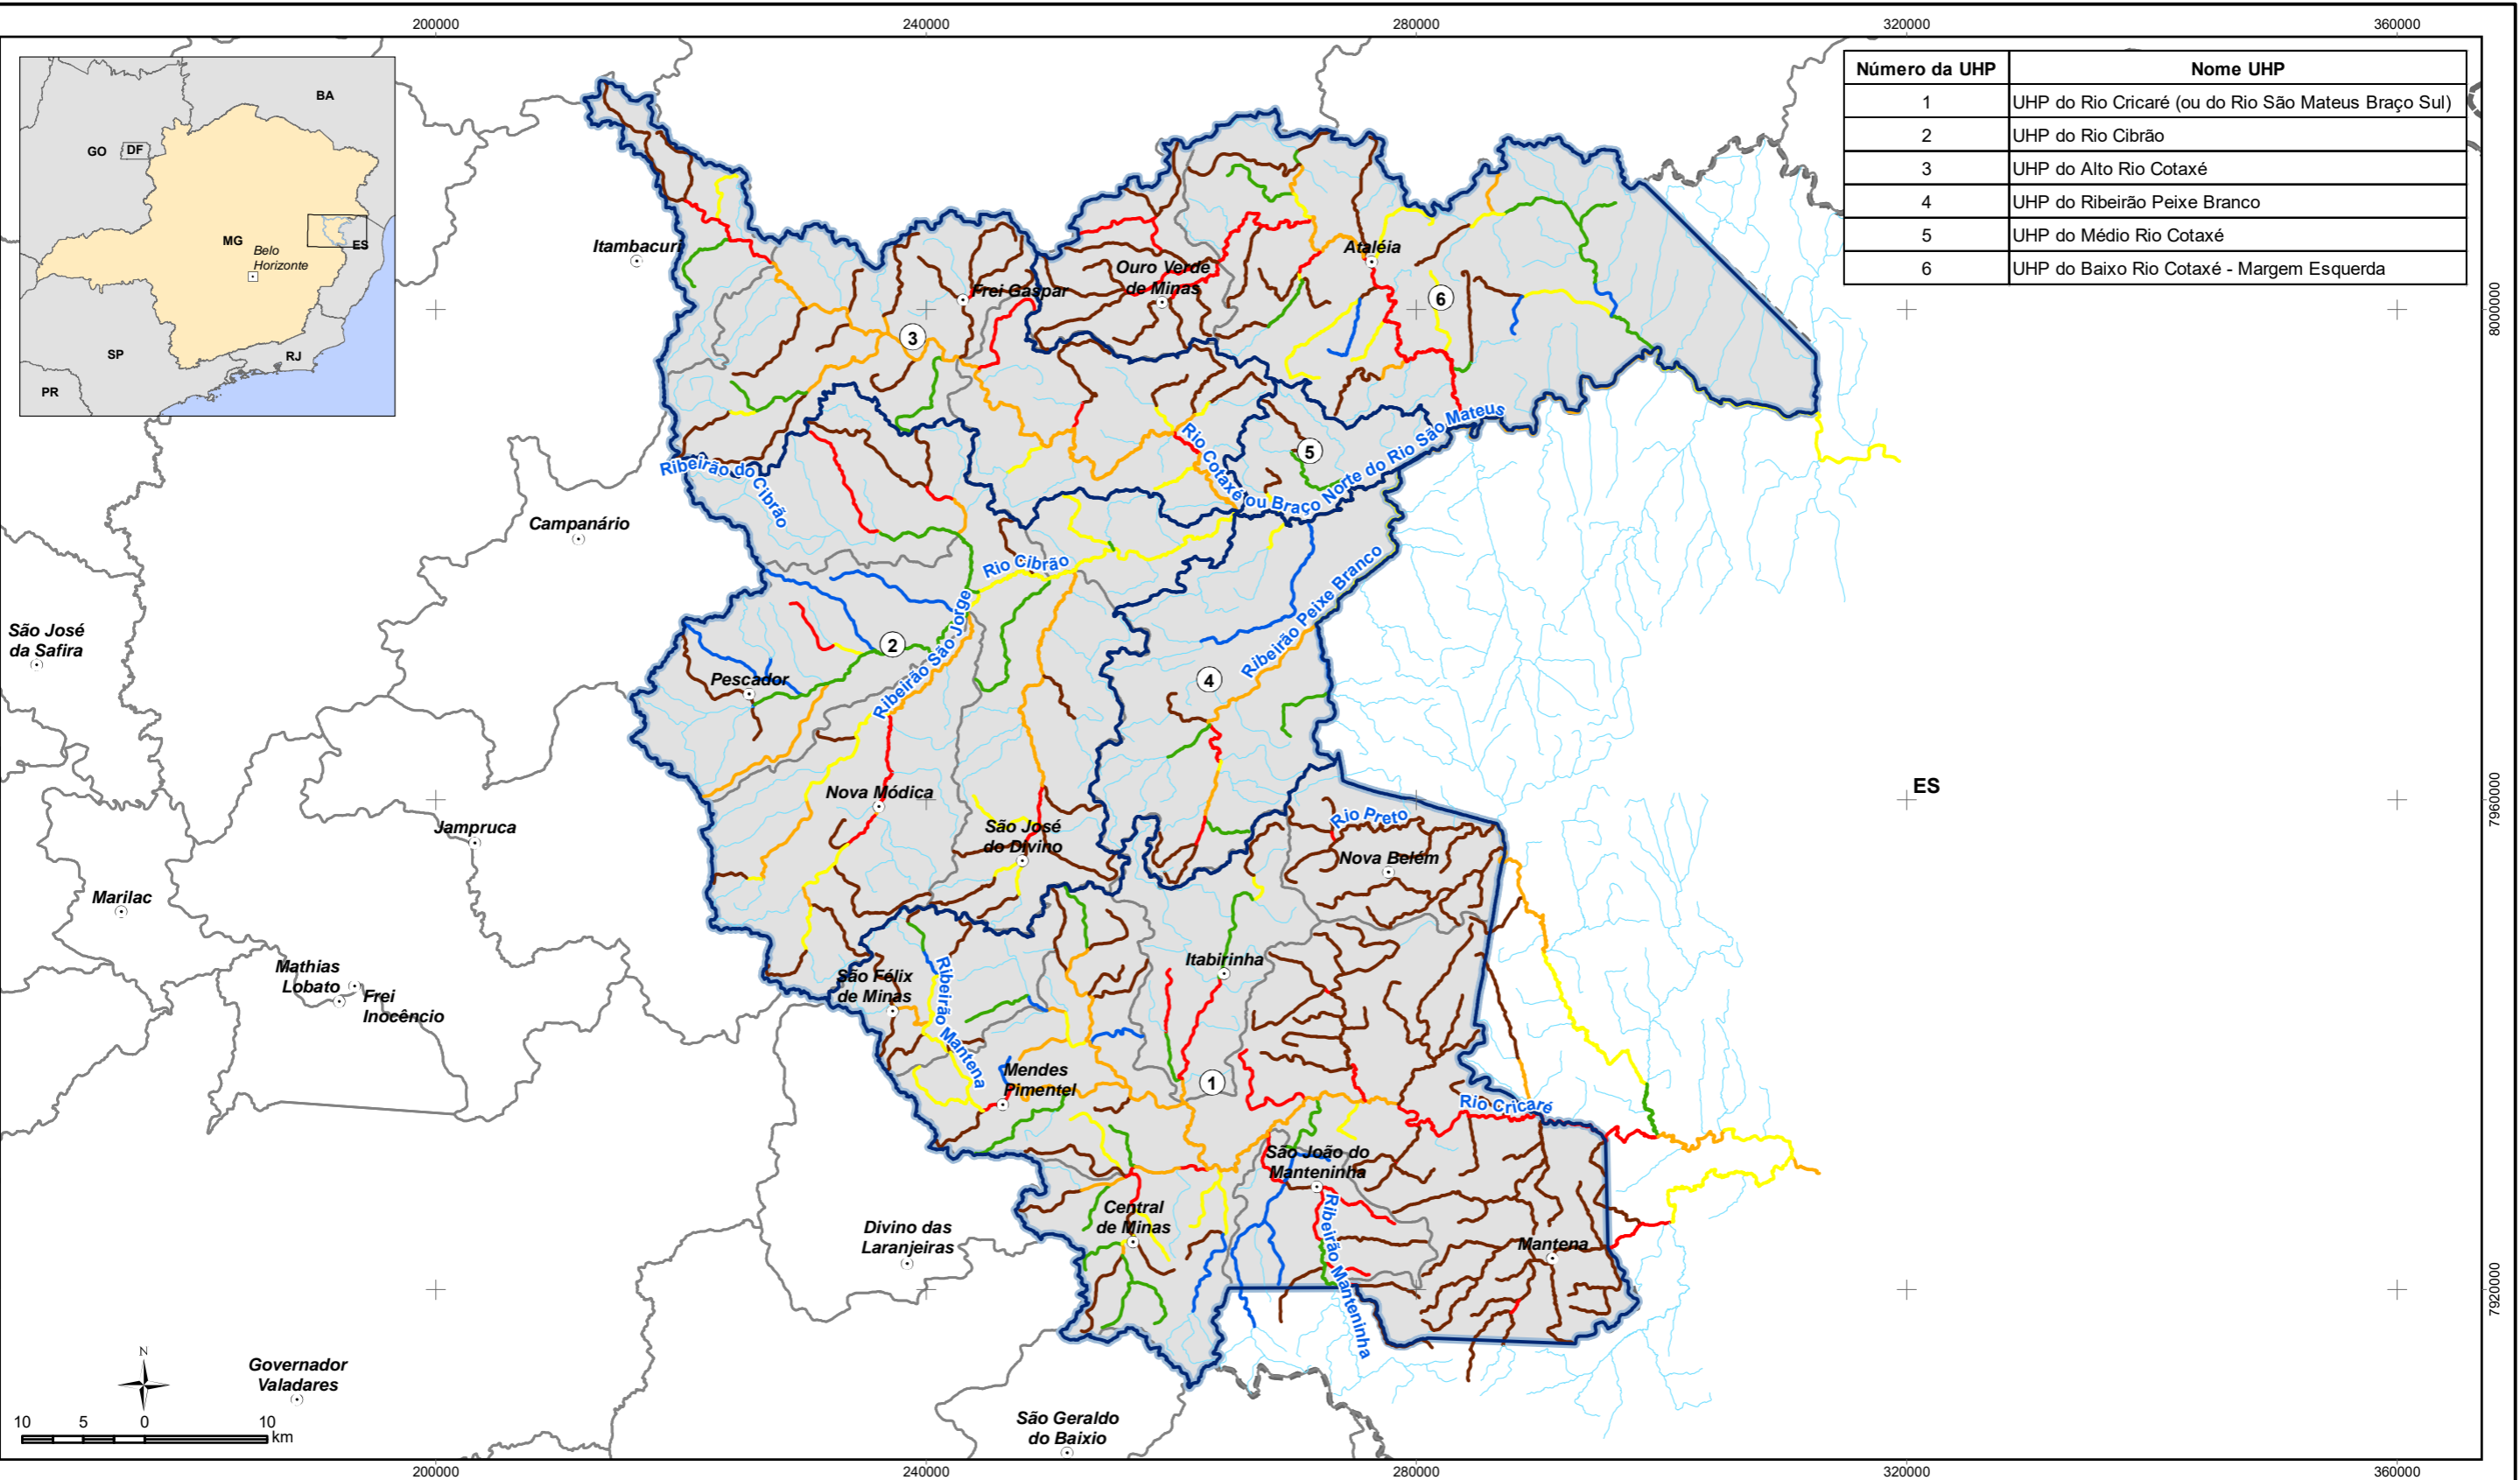 200000
240000
280000
320000
360000
BA
GO
DF
MG
Belo
Horizonte
ES
SP
RJ
PR
Número da UHP
Nome UHP
1
UHP do Rio Cricaré (ou do Rio São Mateus Braço Sul)
2
UHP do Rio Cibrão
3
UHP do Alto Rio Cotaxé
4
UHP do Ribeirão Peixe Branco
5
UHP do Médio Rio Cotaxé
6
UHP do Baixo Rio Cotaxé - Margem Esquerda
Itambacuri
Ataléia
Ouro Verde
de Minas
Frei Gaspar
6
8000000
3
5
Rio Cotaxé ou Braço Norte do Rio São Mateus
Ribeirão do Cibrão
Campanário
Rio Cibrão
São José
da Safira
2
Ribeirão São Jorge
Ribeirão Peixe Branco
Pescador
4
ES
7960000
Nova Módica
Jampruca
São José
do Divino
Rio Preto
Nova Belém
Marilac
Mathias
Lobato
Frei
Inocêncio
São Félix
de Minas
Ribeirão Mantena
Itabirinha
Mendes
Pimentel
1
Rio Cricaré
São João do
Manteninha
Central
de Minas
Ribeirão Manteninha
Divino das
Laranjeiras
Mantena
7920000
N
Governador
Valadares
São Geraldo
do Baixio
10
5
0
10
km
200000
240000
280000
320000
360000